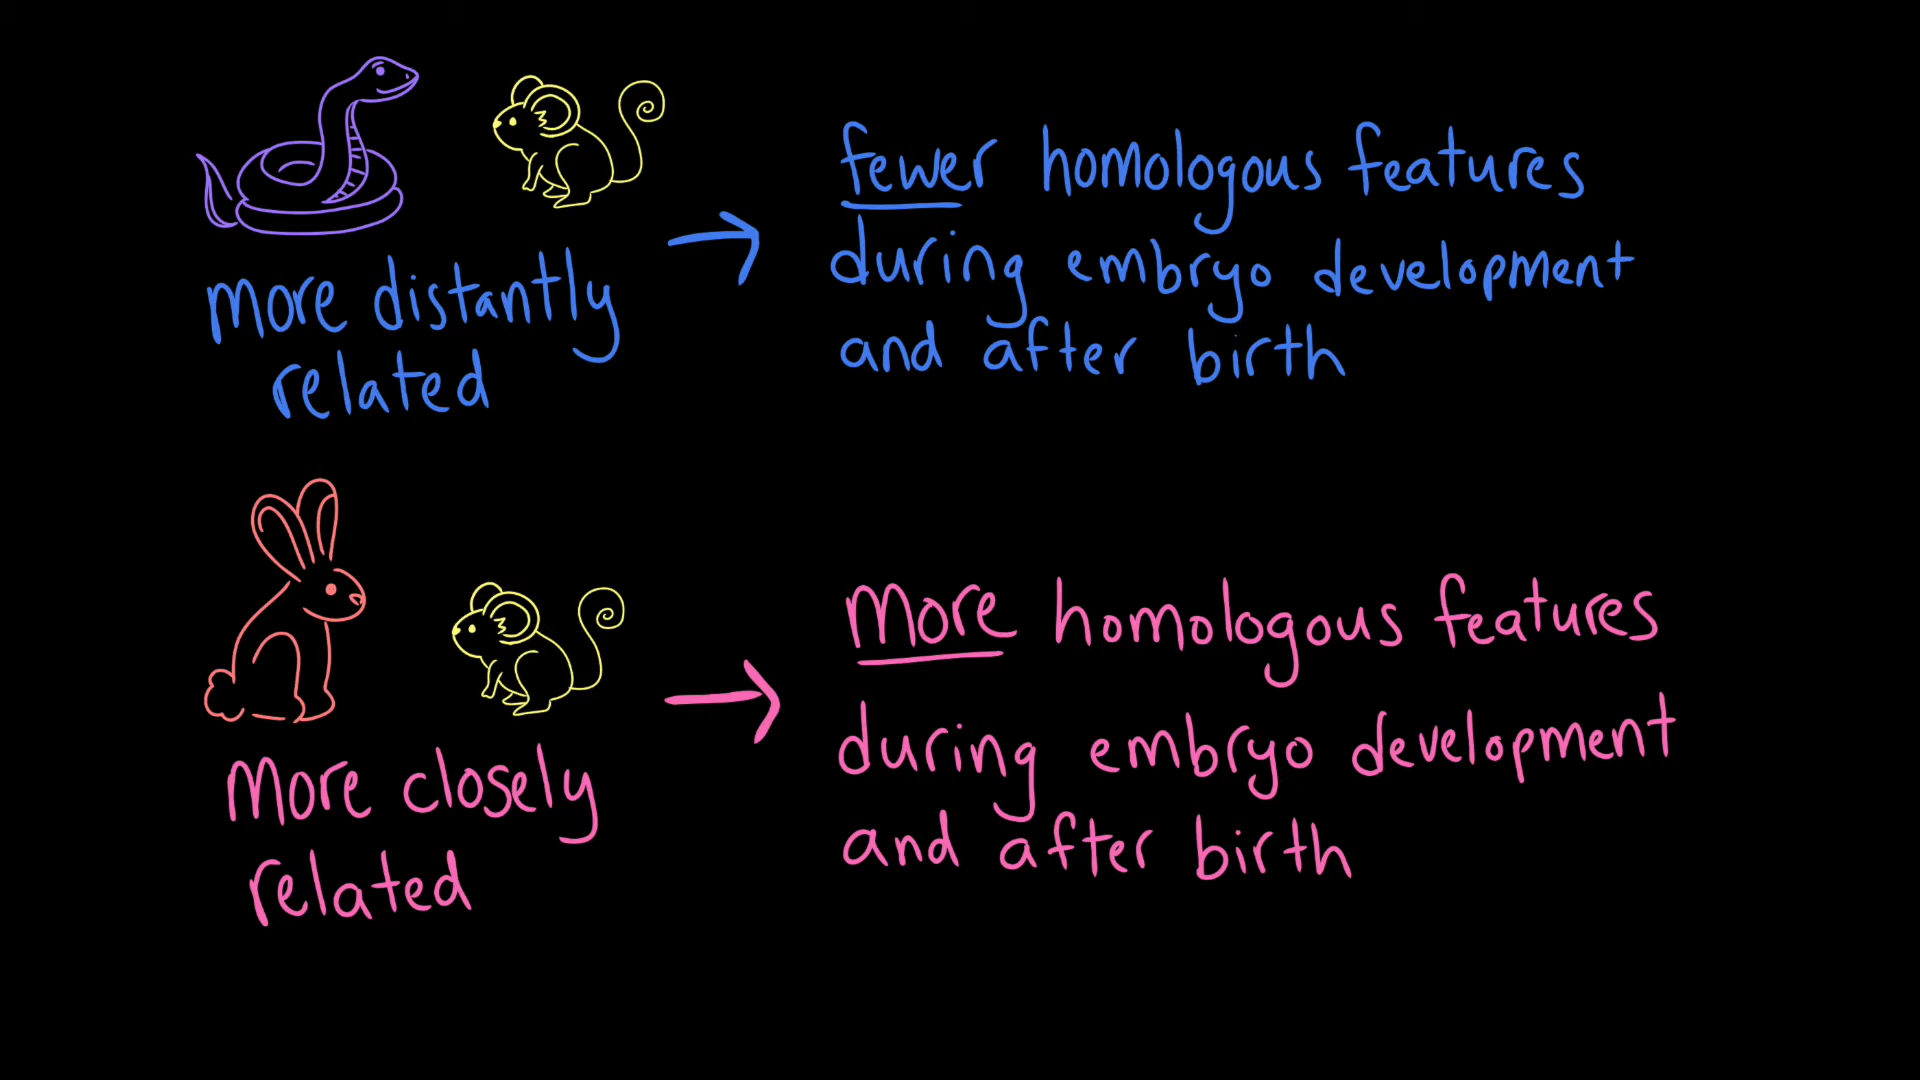 more distantly
related
fewer homologous features
during embryo development
and after birth
more closely
related
more homologous features
during embryo development
and after birth